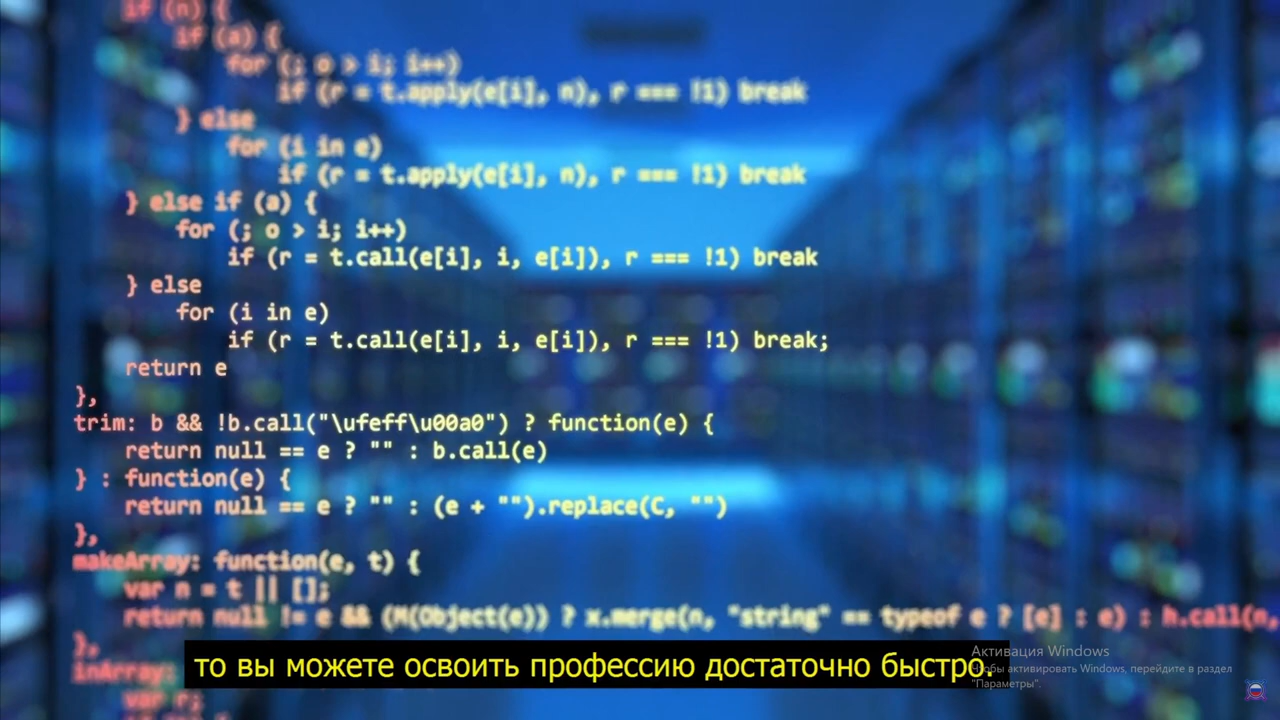 if (n) {
if (a) {
for (; o > i; i++)
if (r = t.apply(e[i], n), r === !1) break
} else
for (i in e)
if (r = t.apply(e[i], n), r === !1) break
} else if (a) {
for (; o > i; i++)
if (r = t.call(e[i], i, e[i]), r === !1) break
} else
for (i in e)
if (r = t.call(e[i], i, e[i]), r === !1) break;
return e
},
trim: b && !b.call("\ufeff\u00a0") ? function(e) {
return null == e ? "" : b.call(e)
} : function(e) {
return null == e ? "" : (e + "").replace(C, "")
},
makeArray: function(e, t) {
var n = t || [];
return null != e && (M(Object(e)) ? x.merge(n, "string" == typeof e ? [e] : e) : h.call(n,
},
inArray:
var r;
то вы можете освоить профессию достаточно быстро.
Активация Windows
Чтобы активировать Windows, перейдите в раздел
"Параметры".